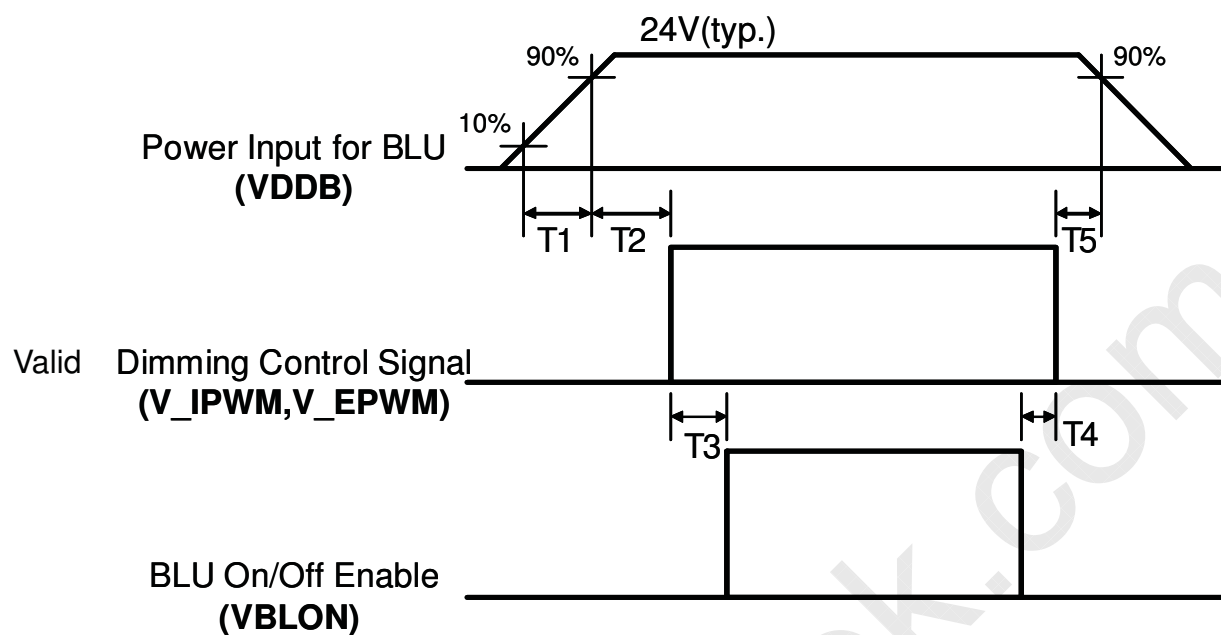 24V(typ.)
90%
90%
10%
Power Input for BLU
(VDDB)
T1
T2
T5
Valid Dimming Control Signal
(V_IPWM,V_EPWM)
T3
T4
BLU On/Off Enable
(VBLON)
k.com